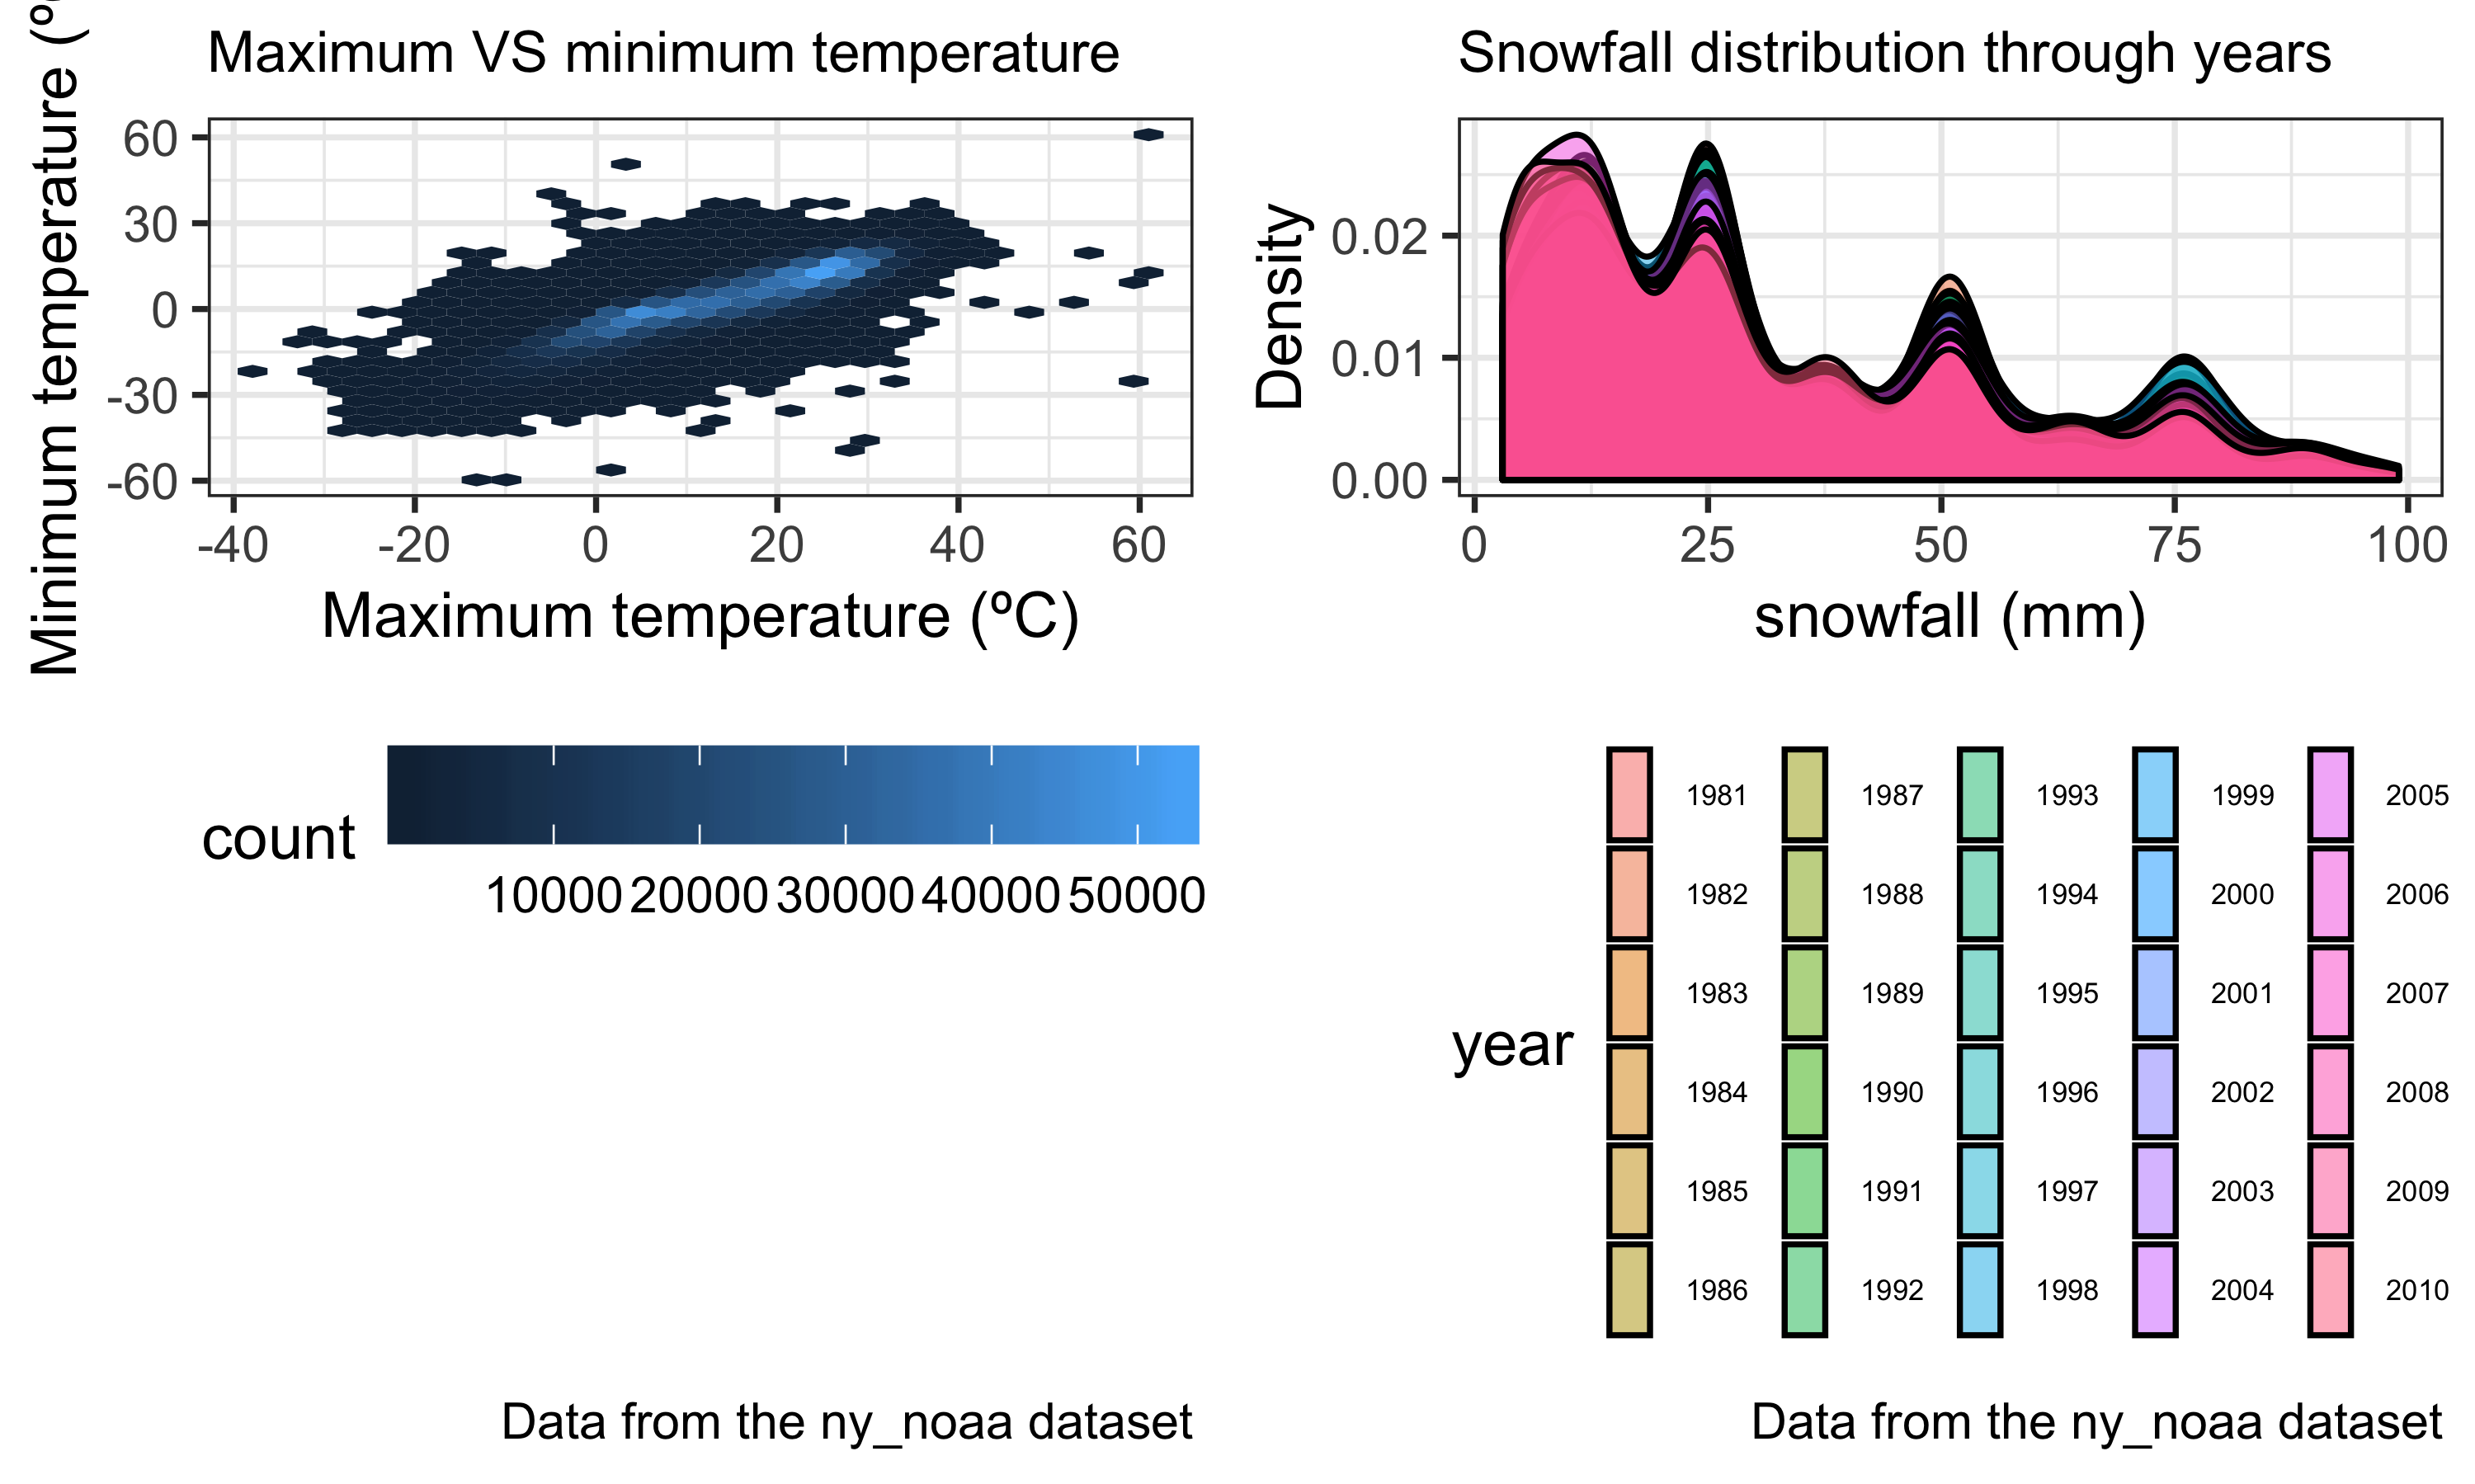 Maximum VS minimum temperature
Minimum temperature (º
60
30
0
-30
-60
-40 -20 0 20 40 60
Maximum temperature (ºC)
count
10000 20000 30000 40000 50000
Data from the ny_noaa dataset
Snowfall distribution through years
Density
0.02
0.01
0.00
0 25 50 75 100
snowfall (mm)
year
1981 1987 1993 1999 2005
1982 1988 1994 2000 2006
1983 1989 1995 2001 2007
1984 1990 1996 2002 2008
1985 1991 1997 2003 2009
1986 1992 1998 2004 2010
Data from the ny_noaa dataset